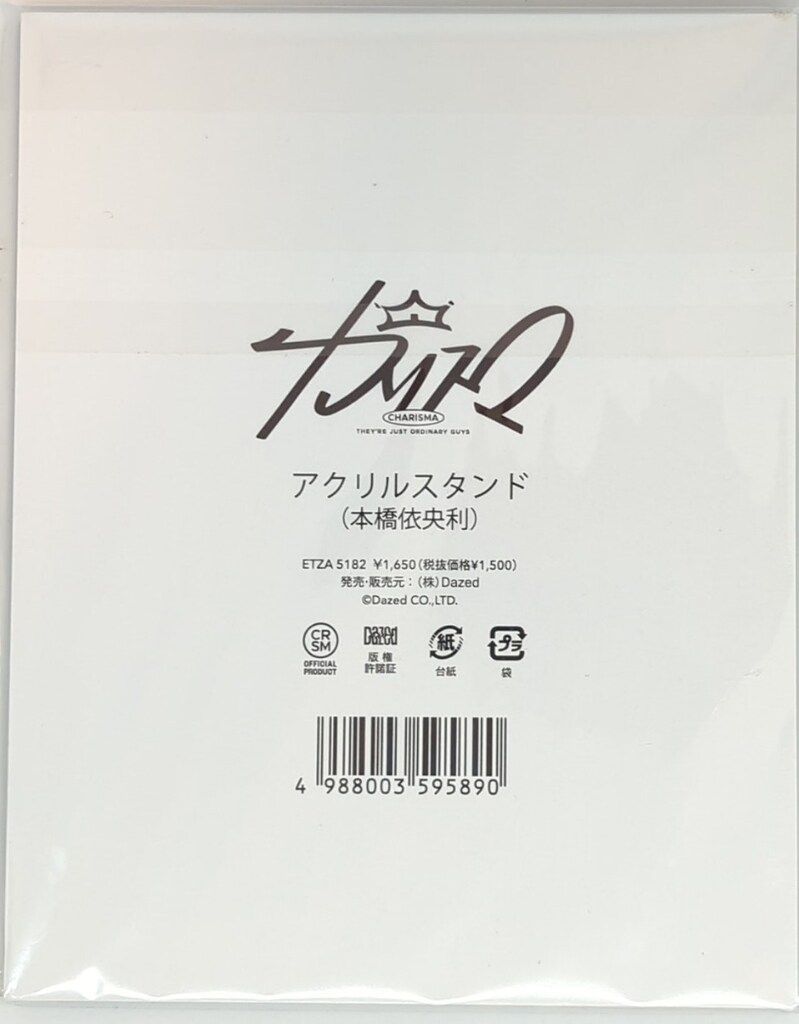 カリスマ
CHARISMA
THEY'RE JUST ORDINARY GUYS
アクリルスタンド
(本橋依央利)
ETZA 5182 ¥1,650(税抜価格¥1,500)
発売・販売元:(株)Dazed
©Dazed CO.,LTD.
CR
SM
OFFICIAL
PRODUCT
Dazed
版権
許諾証
紙
台紙
プラ
袋
4 988003 595890